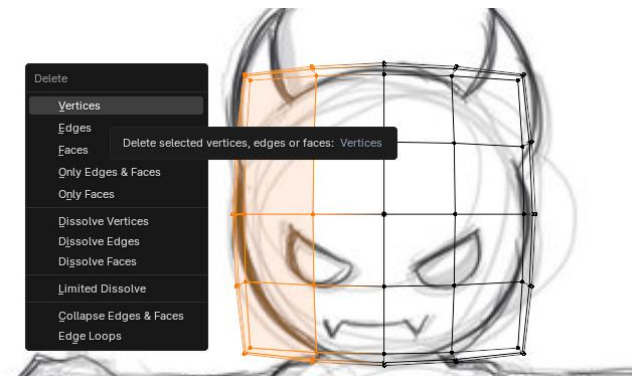 Delete
Vertices
Edges
Delete selected vertices, edges or faces: Vertices
Faces
Only Edges & Faces
Only Faces
Dissolve Vertices
Dissolve Edges
Dissolve Faces
Limited Dissolve
Collapse Edges & Faces
Edge Loops